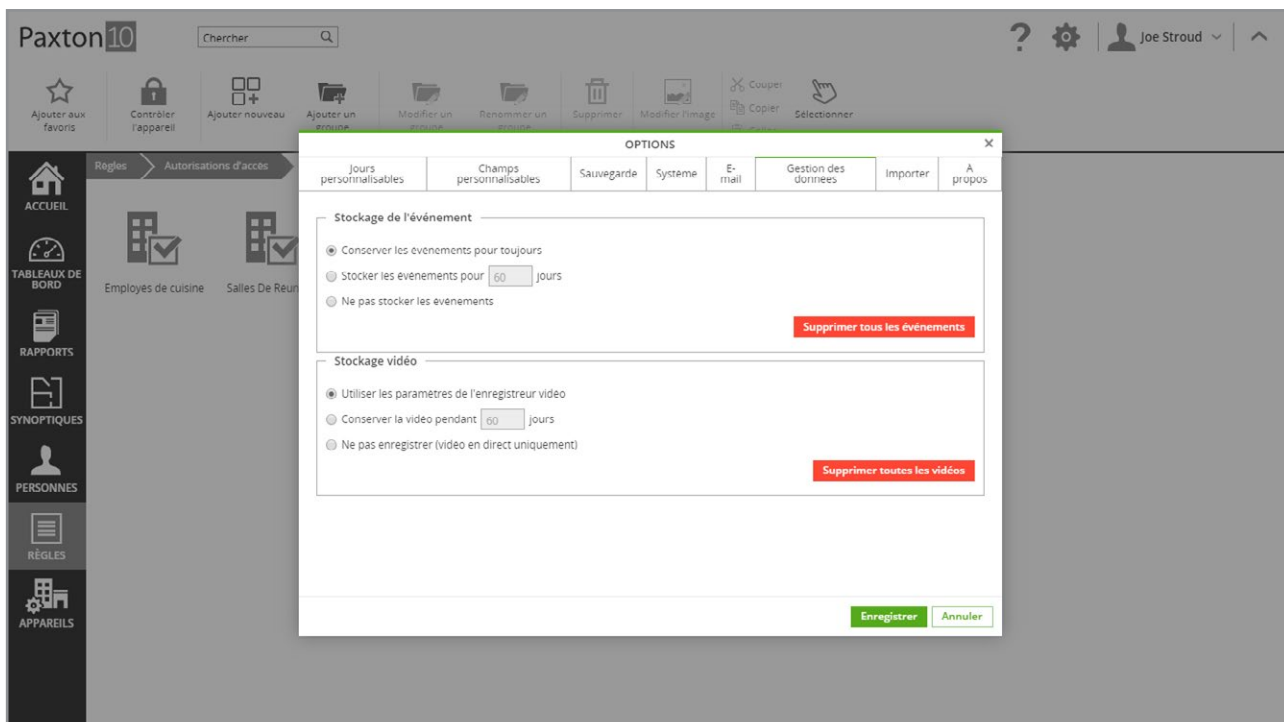 Paxton10
Chercher
Joe Stroud
Ajouter aux
favoris
Contrôler
l'appareil
Ajouter nouveau
Ajouter un
groupe
Modifier un
groupe
Renommer un
groupe
Supprimer
Modifier l'image
Couper
Copier
Sélectionner
ACCUEIL
TABLEAUX DE
BORD
RAPPORTS
SYNOPTIQUES
PERSONNES
RÈGLES
APPAREILS
Règles
Autorisations d'accès
Employés de cuisine
Salles De Reun
OPTIONS
Jours
personnalisables
Champs
personnalisables
Sauvegarde
Système
E-
mail
Gestion des
données
Importer
À
propos
Stockage de l'événement
Conserver les événements pour toujours
Stocker les événements pour 60 jours
Ne pas stocker les événements
Supprimer tous les événements
Stockage vidéo
Utiliser les paramètres de l'enregistreur vidéo
Conserver la vidéo pendant 60 jours
Ne pas enregistrer (vidéo en direct uniquement)
Supprimer toutes les vidéos
Enregistrer
Annuler